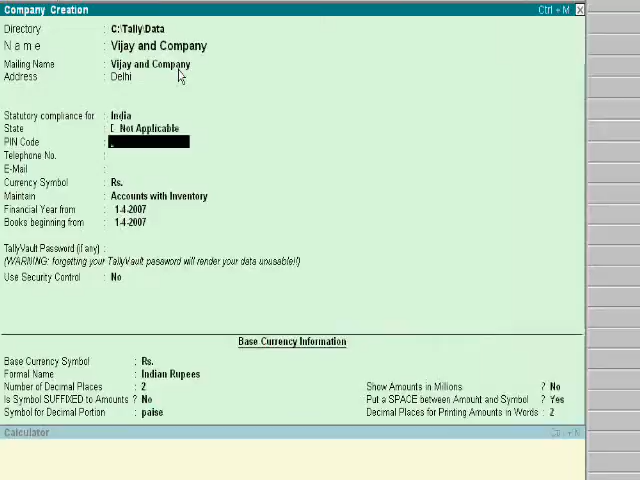 Company Creation Ctrl + M X
Directory : C:\Tally\Data
Name : Vijay and Company
Mailing Name : Vijay and Company
Address : Delhi
Statutory compliance for : India
State : Not Applicable
PIN Code :
Telephone No. :
E-Mail :
Currency Symbol : Rs.
Maintain : Accounts with Inventory
Financial Year from : 1-4-2007
Books beginning from : 1-4-2007
TallyVault Password (if any) :
(WARNING: forgetting your TallyVault password will render your data unusable!!)
Use Security Control : No
Base Currency Information
Base Currency Symbol : Rs.
Formal Name : Indian Rupees
Number of Decimal Places : 2 Show Amounts in Millions ? No
Is Symbol SUFFIXED to Amounts ? No Put a SPACE between Amount and Symbol ? Yes
Symbol for Decimal Portion : paise Decimal Places for Printing Amounts in Words : 2
Calculator Ctrl + N